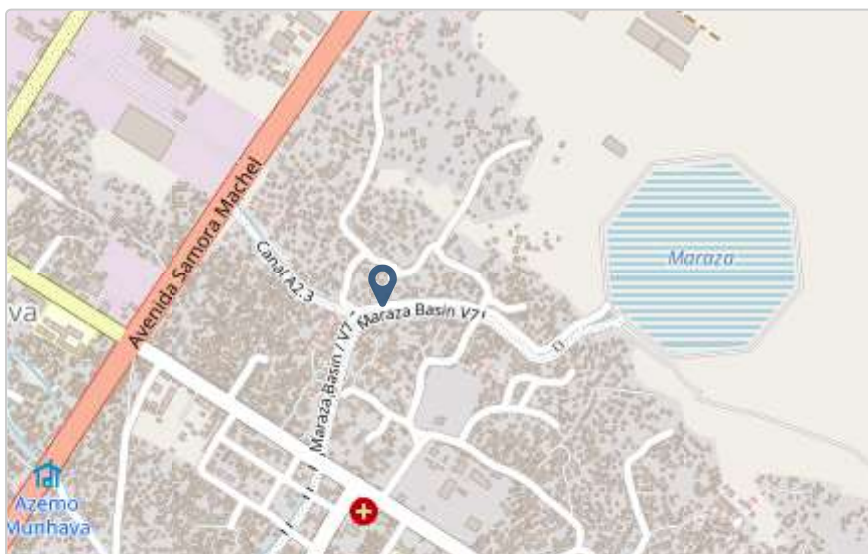 Avenida Samora Machel
Canal A2.3
Maraza
Maraza Basin V7
Maraza Basin / V7
va
Azemo
Munhava